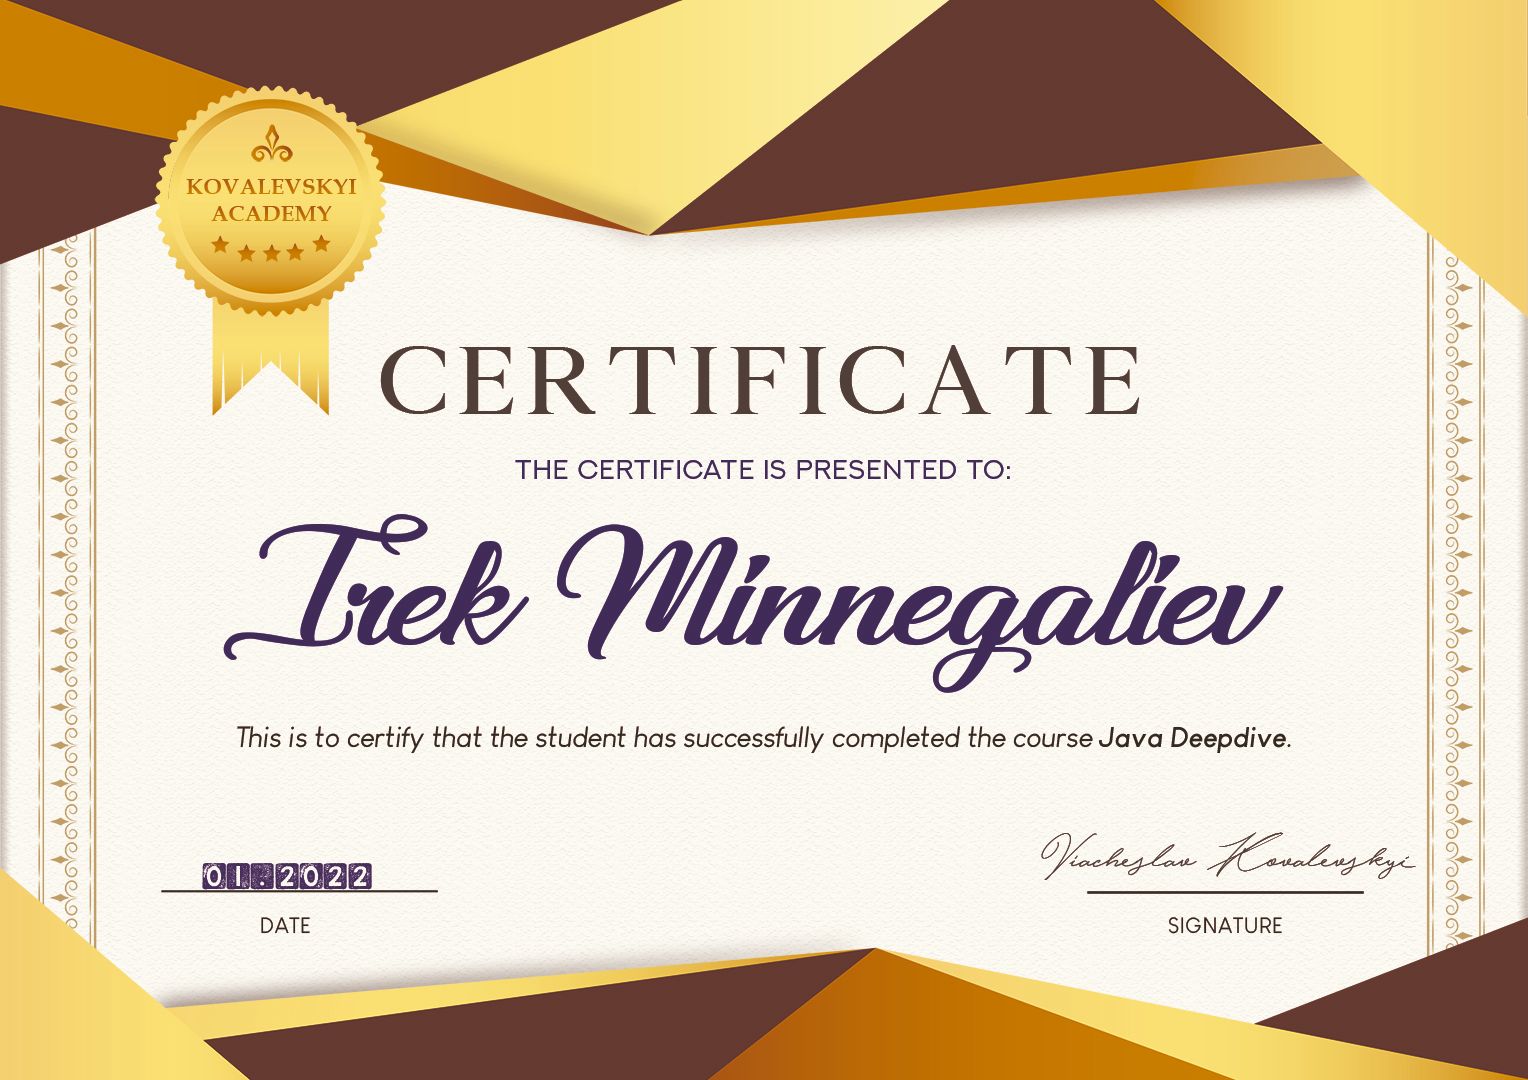 KOVALEVSKYI
ACADEMY
CERTIFICATE
THE CERTIFICATE IS PRESENTED TO:
Trek Minnegaliev
This is to certify that the student has successfully completed the course Java Deepdive.
01.2022
Viacheslav Kovalevskyi
DATE
SIGNATURE